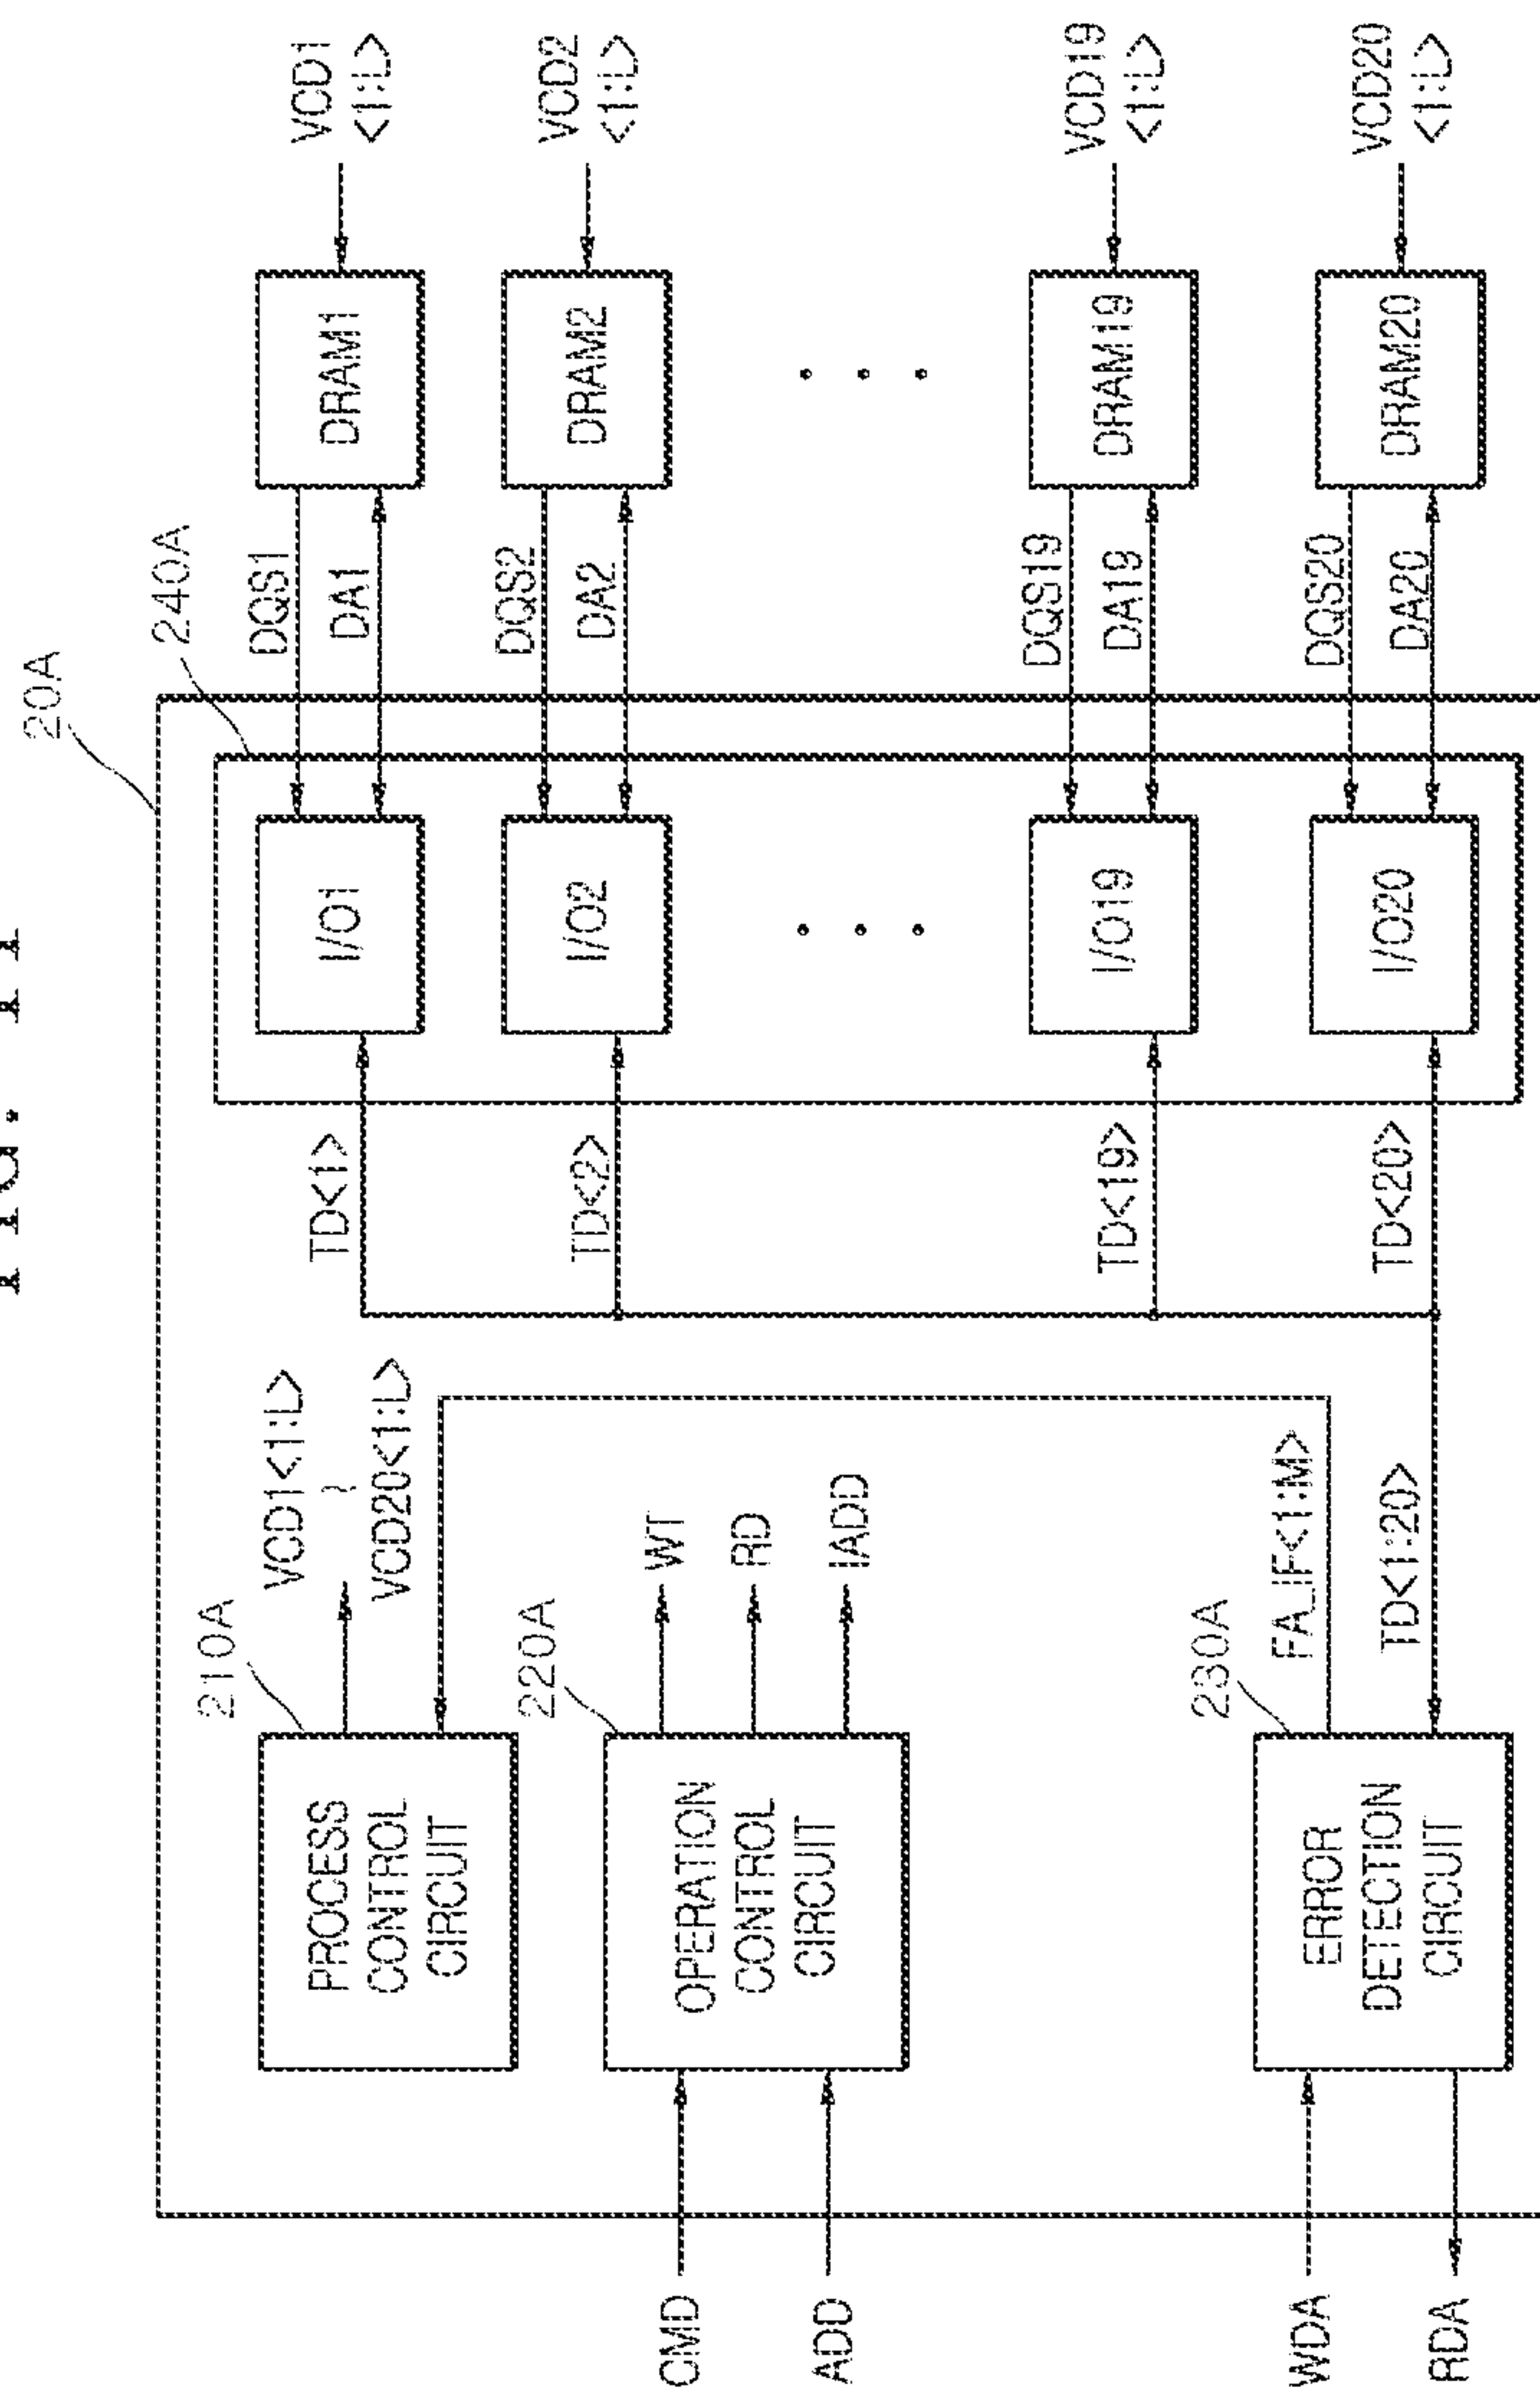 FIG. 11
20A
240A
210A
PROCESS
CONTROL
CIRCUIT
VCD1<1:L>
~
VCD20<1:L>
TD<1>
I/O1
DQS1
DA1
DRAM1
VCD1
<1:L>
220A
CMD
ADD
OPERATION
CONTROL
CIRCUIT
WT
RD
IADD
TD<2>
I/O2
DQS2
DA2
DRAM2
VCD2
<1:L>
TD<19>
I/O19
DQS19
DA19
DRAM19
VCD19
<1:L>
230A
WDA
RDA
ERROR
DETECTION
CIRCUIT
FA_IF<1:M>
TD<1:20>
TD<20>
I/O20
DQS20
DA20
DRAM20
VCD20
<1:L>